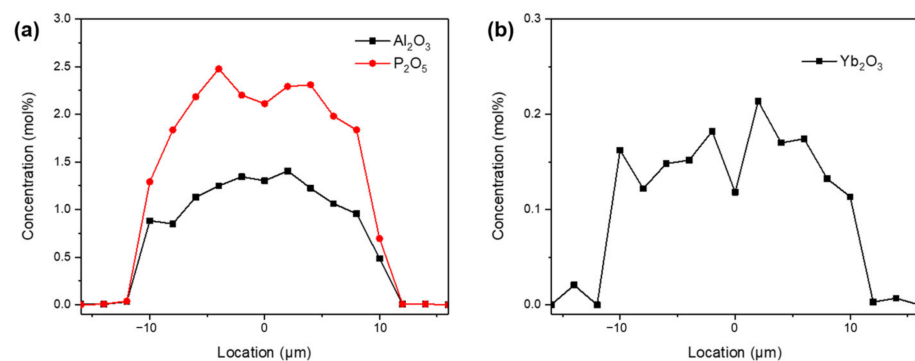 (a)
Al₂O₃
P₂O₅
Concentration (mol%)
3.0
2.5
2.0
1.5
1.0
0.5
0.0
−10
0
10
Location (μm)
(b)
Yb₂O₃
Concentration (mol%)
0.3
0.2
0.1
0.0
−10
0
10
Location (μm)